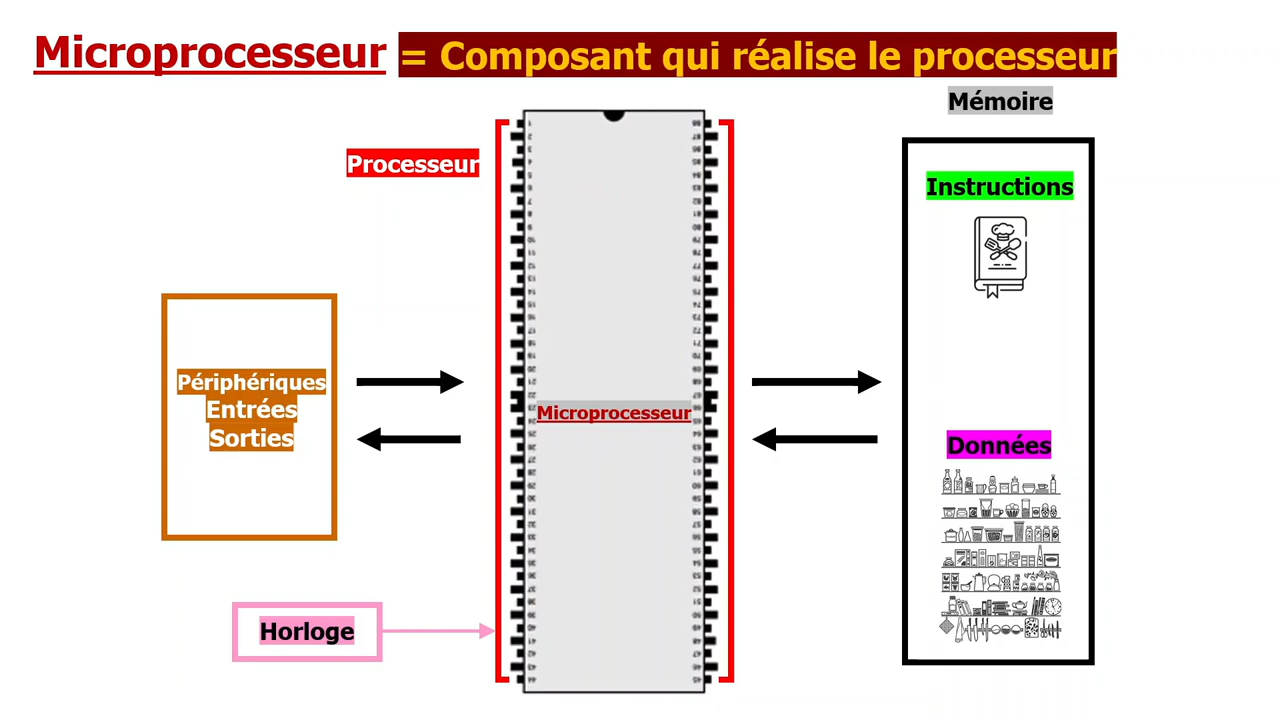 Microprocesseur = Composant qui réalise le processeur
Mémoire
Processeur
Instructions
Périphériques
Entrées
Sorties
Microprocesseur
Données
Horloge